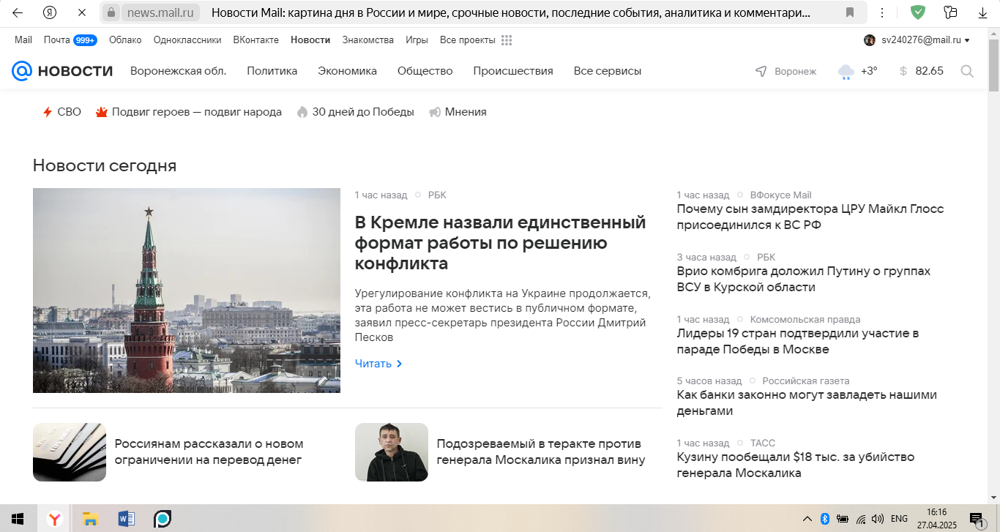 Я news.mail.ru Новости Mail: картина дня в России и мире, срочные новости, последние события, аналитика и комментари...
Mail Почта 999+ Облако Одноклассники ВКонтакте Новости Знакомства Игры Все проекты sv240276@mail.ru
НОВОСТИ Воронежская обл. Политика Экономика Общество Происшествия Все сервисы Воронеж +3° $ 82.65
СВО Подвиг героев — подвиг народа 30 дней до Победы Мнения
Новости сегодня
1 час назад РБК
В Кремле назвали единственный
формат работы по решению
конфликта
Урегулирование конфликта на Украине продолжается,
эта работа не может вестись в публичном формате,
заявил пресс-секретарь президента России Дмитрий
Песков
Читать
Россиянам рассказали о новом
ограничении на перевод денег
Подозреваемый в теракте против
генерала Москалика признал вину
1 час назад ВФокусе Mail
Почему сын замдиректора ЦРУ Майкл Глосс
присоединился к ВС РФ
3 часа назад РБК
Врио комбрига доложил Путину о группах
ВСУ в Курской области
1 час назад Комсомольская правда
Лидеры 19 стран подтвердили участие в
параде Победы в Москве
5 часов назад Российская газета
Как банки законно могут завладеть нашими
деньгами
1 час назад ТАСС
Кузину пообещали $18 тыс. за убийство
генерала Москалика
ENG 16:16
27.04.2025
1